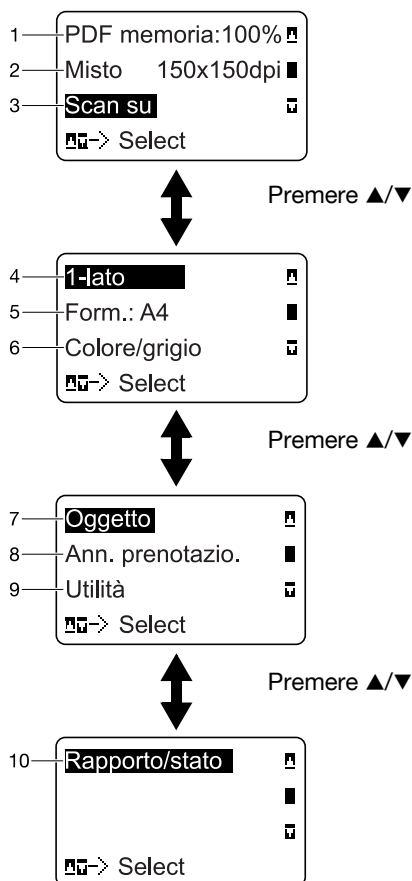 1 PDF memoria:100%
2 Misto 150x150dpi
3 Scan su
-> Select
Premere ▲/▼
4 1-lato
5 Form.: A4
6 Colore/grigio
-> Select
Premere ▲/▼
7 Oggetto
8 Ann. prenotazio.
9 Utilità
-> Select
Premere ▲/▼
10 Rapporto/stato
-> Select